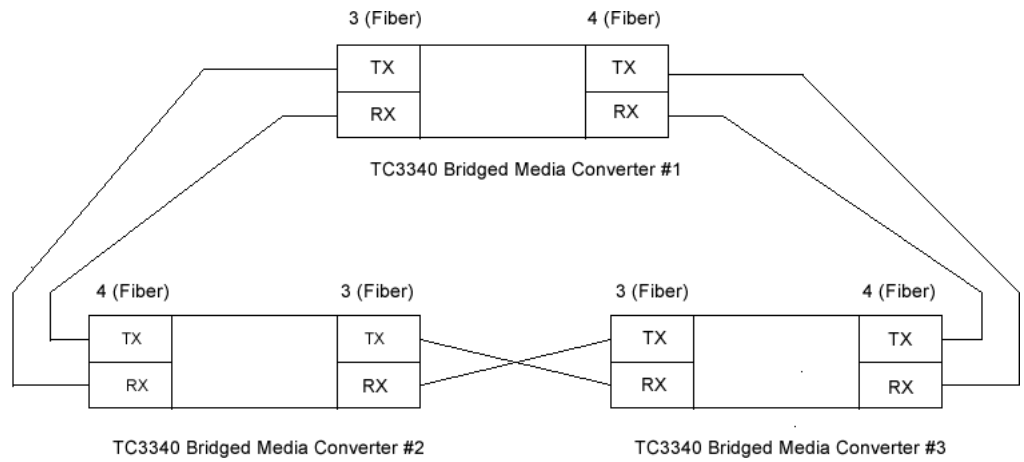 3 (Fiber) 4 (Fiber)
TX TX
RX RX
TC3340 Bridged Media Converter #1
4 (Fiber) 3 (Fiber) 3 (Fiber) 4 (Fiber)
TX TX TX TX
RX RX RX RX
TC3340 Bridged Media Converter #2 TC3340 Bridged Media Converter #3